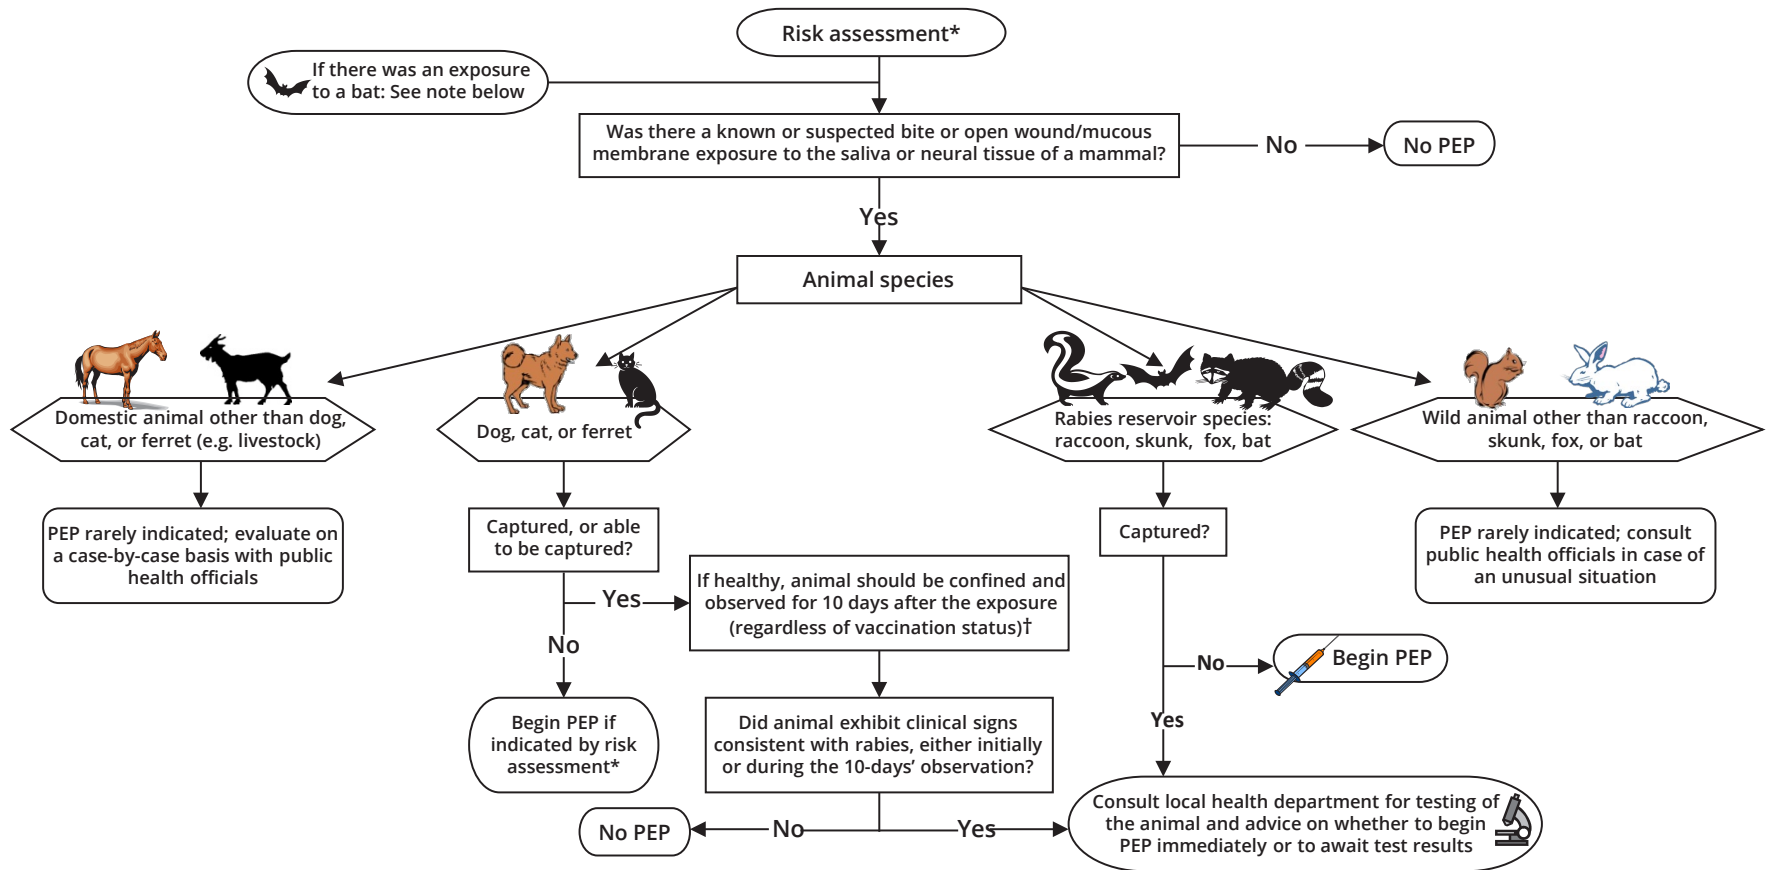 Risk assessment*
If there was an exposure
to a bat: See note below
Was there a known or suspected bite or open wound/mucous
membrane exposure to the saliva or neural tissue of a mammal?
No
No PEP
Yes
Animal species
Domestic animal other than dog,
cat, or ferret (e.g. livestock)
Dog, cat, or ferret
Rabies reservoir species:
raccoon, skunk, fox, bat
Wild animal other than raccoon,
skunk, fox, or bat
PEP rarely indicated; evaluate on
a case-by-case basis with public
health officials
Captured, or able
to be captured?
Yes
If healthy, animal should be confined and
observed for 10 days after the exposure
(regardless of vaccination status)†
No
Begin PEP if
indicated by risk
assessment*
Did animal exhibit clinical signs
consistent with rabies, either initially
or during the 10-days’ observation?
No
No PEP
Yes
Captured?
No
Begin PEP
Yes
Consult local health department for testing of
the animal and advice on whether to begin
PEP immediately or to await test results
PEP rarely indicated; consult
public health officials in case of
an unusual situation